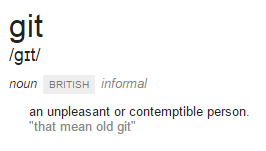 git
/ɡɪt/
noun BRITISH informal
an unpleasant or contemptible person.
"that mean old git"